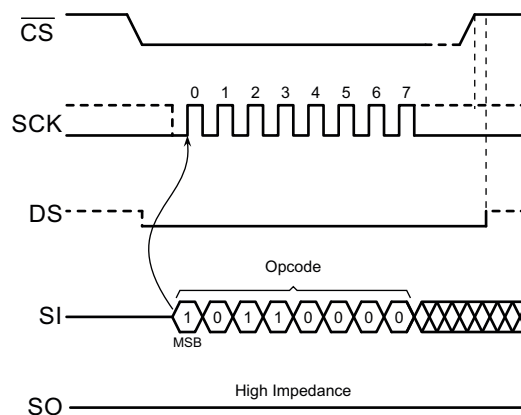 CS
0 1 2 3 4 5 6 7
SCK
DS
Opcode
SI 1 0 1 1 0 0 0 0
MSB
High Impedance
SO